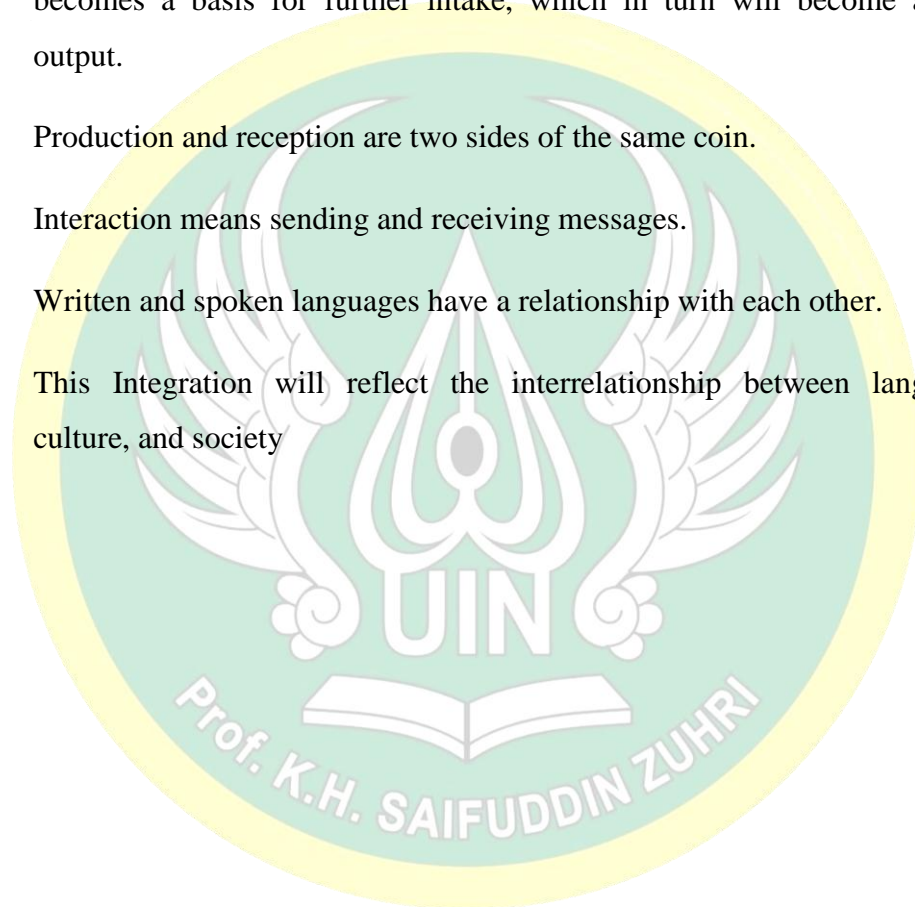 becomes a basis for further intake, which in turn will become a
output.
Production and reception are two sides of the same coin.
Interaction means sending and receiving messages.
Written and spoken languages have a relationship with each other.
This Integration will reflect the interrelationship between lang
culture, and society
UIN
Prof. K.H. SAIFUDDIN ZUHRI